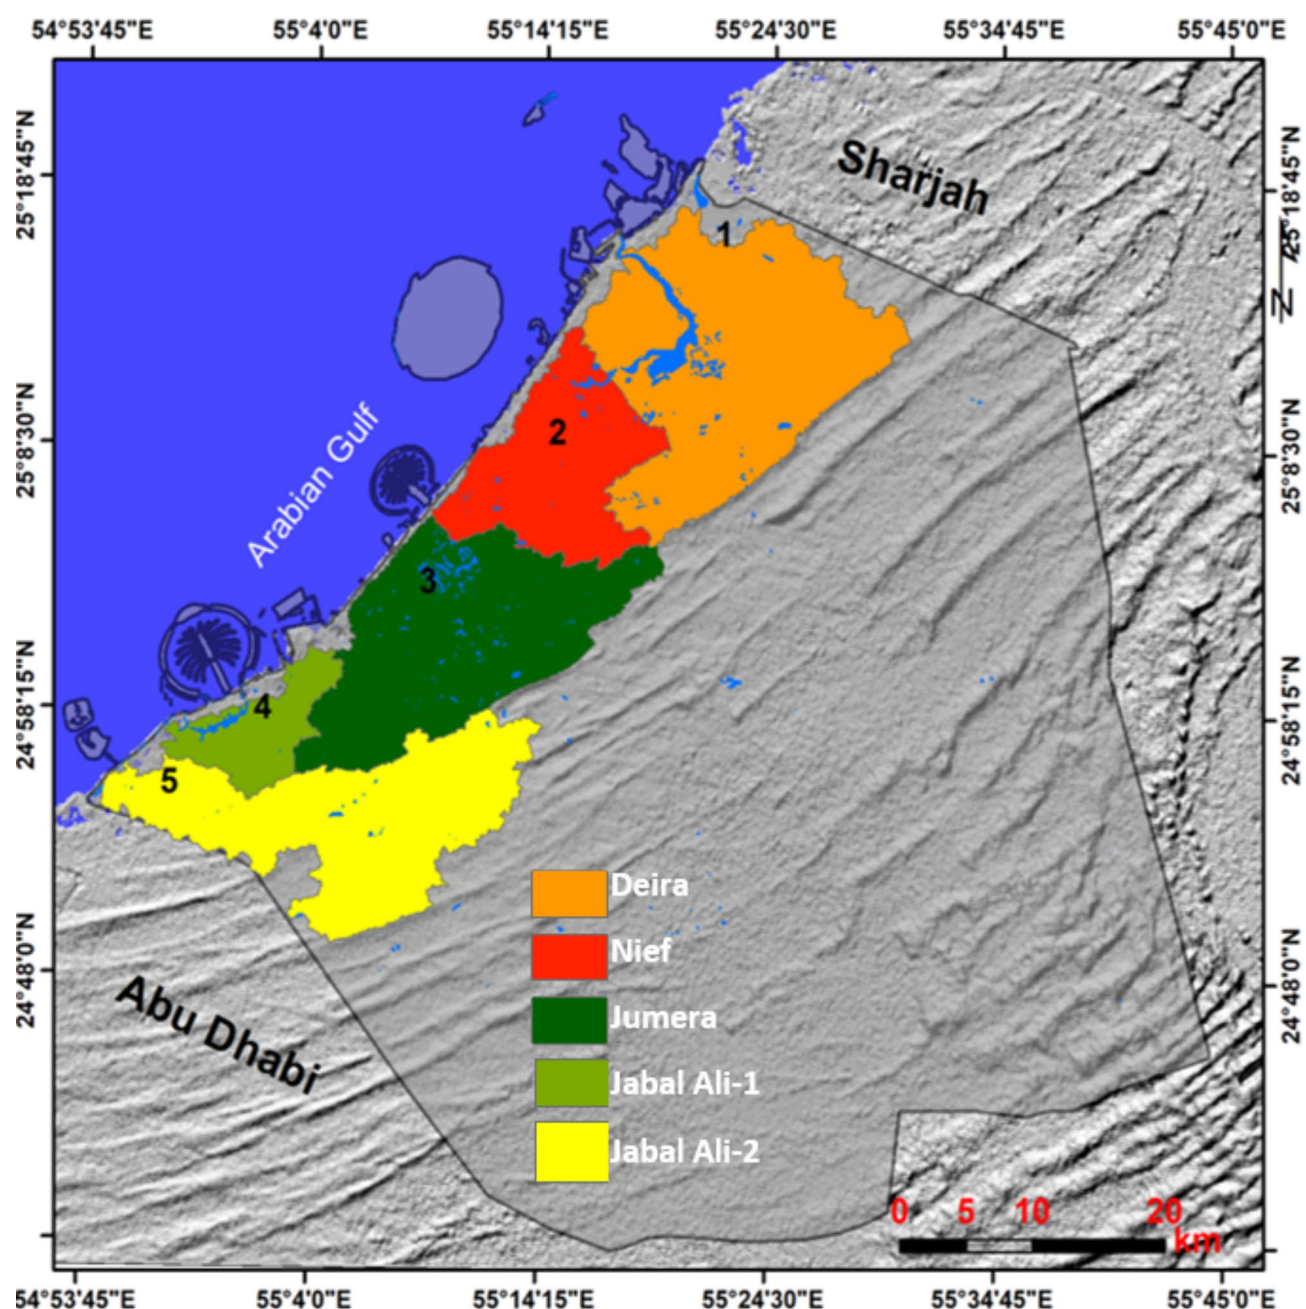 54°53'45"E 55°4'0"E 55°14'15"E 55°24'30"E 55°34'45"E 55°45'0"E
25°18'45"N
25°8'30"N
24°58'15"N
24°48'0"N
25°18'45"N
N
25°8'30"N
24°58'15"N
24°48'0"N
Sharjah
Arabian Gulf
Abu Dhabi
1
2
3
4
5
Deira
Nief
Jumera
Jabal Ali-1
Jabal Ali-2
0 5 10 20
km
54°53'45"E 55°4'0"E 55°14'15"E 55°24'30"E 55°34'45"E 55°45'0"E